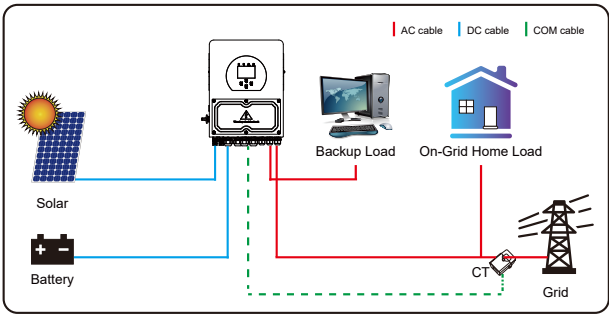 AC cable
DC cable
COM cable
Backup Load
On-Grid Home Load
Solar
Battery
CT
Grid